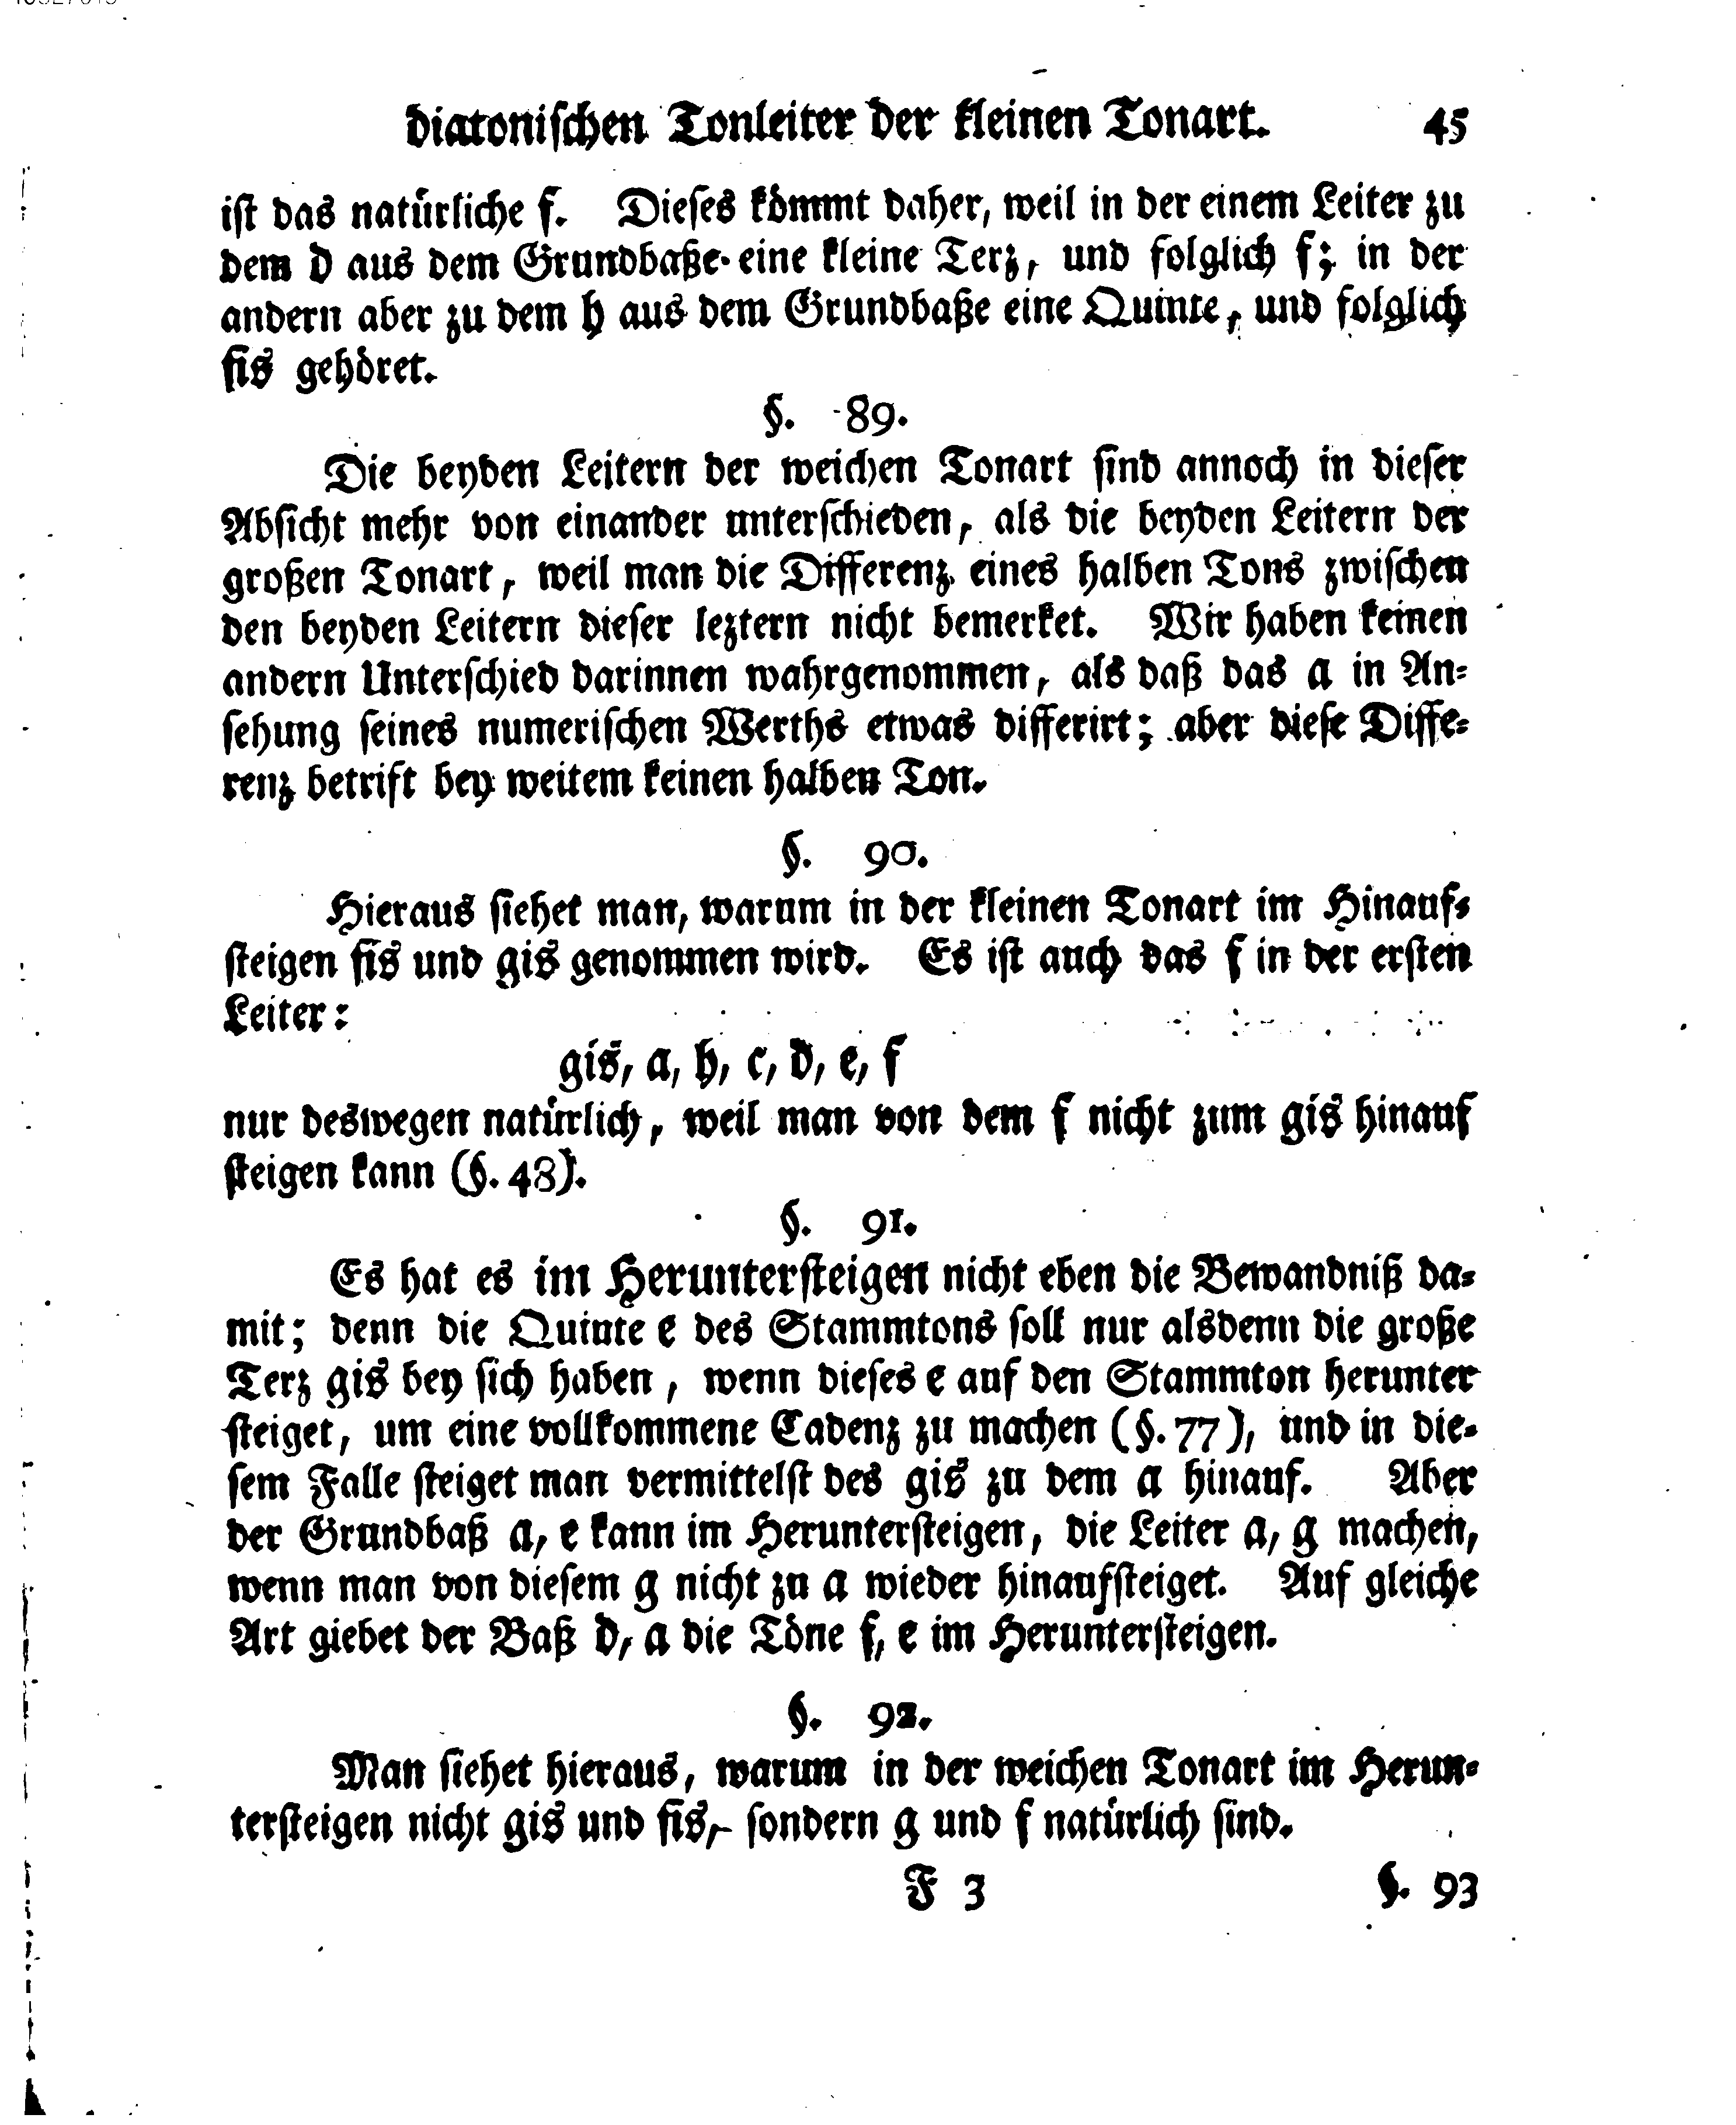 diatonischen Tonleiter der kleinen Tonart. 45
ist das natürliche f. Dieses kömmt daher, weil in der einem Leiter zu
dem d aus dem Grundbaße eine kleine Terz, und folglich f; in der
andern aber zu dem h aus dem Grundbaße eine Quinte, und folglich
fis gehöret.
§. 89.
Die beyden Leitern der weichen Tonart sind annoch in dieser
Absicht mehr von einander unterschieden, als die beyden Leitern der
großen Tonart, weil man die Differenz eines halben Tons zwischen
den beyden Leitern dieser leztern nicht bemerket. Wir haben keinen
andern Unterschied darinnen wahrgenommen, als daß das a in An=
sehung seines numerischen Werths etwas differirt; aber diese Diffe=
renz betrift bey weitem keinen halben Ton.
§. 90.
Hieraus siehet man, warum in der kleinen Tonart im Hinauf=
steigen fis und gis genommen wird. Es ist auch das f in der ersten
Leiter:
gis, a, h, c, d, e, f
nur deswegen natürlich, weil man von dem f nicht zum gis hinauf
steigen kann (§. 48).
§. 91.
Es hat es im Heruntersteigen nicht eben die Bewandniß da=
mit; denn die Quinte e des Stammtons soll nur alsdenn die große
Terz gis bey sich haben, wenn dieses e auf den Stammton herunter
steiget, um eine vollkommene Cadenz zu machen (§. 77), und in die=
sem Falle steiget man vermittelst des gis zu dem a hinauf. Aber
der Grundbaß a, e kann im Heruntersteigen, die Leiter a, g machen,
wenn man von diesem g nicht zu a wieder hinaufsteiget. Auf gleiche
Art giebet der Baß d, a die Töne f, e im Heruntersteigen.
§. 92.
Man siehet hieraus, warum in der weichen Tonart im Herun=
tersteigen nicht gis und fis, sondern g und f natürlich sind.
F 3 §. 93